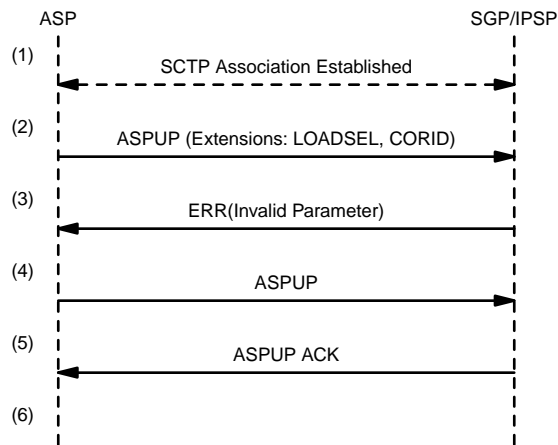 ASP SGP/IPSP
(1) SCTP Association Established
(2) ASPUP (Extensions: LOADSEL, CORID)
(3) ERR(Invalid Parameter)
(4) ASPUP
(5) ASPUP ACK
(6)